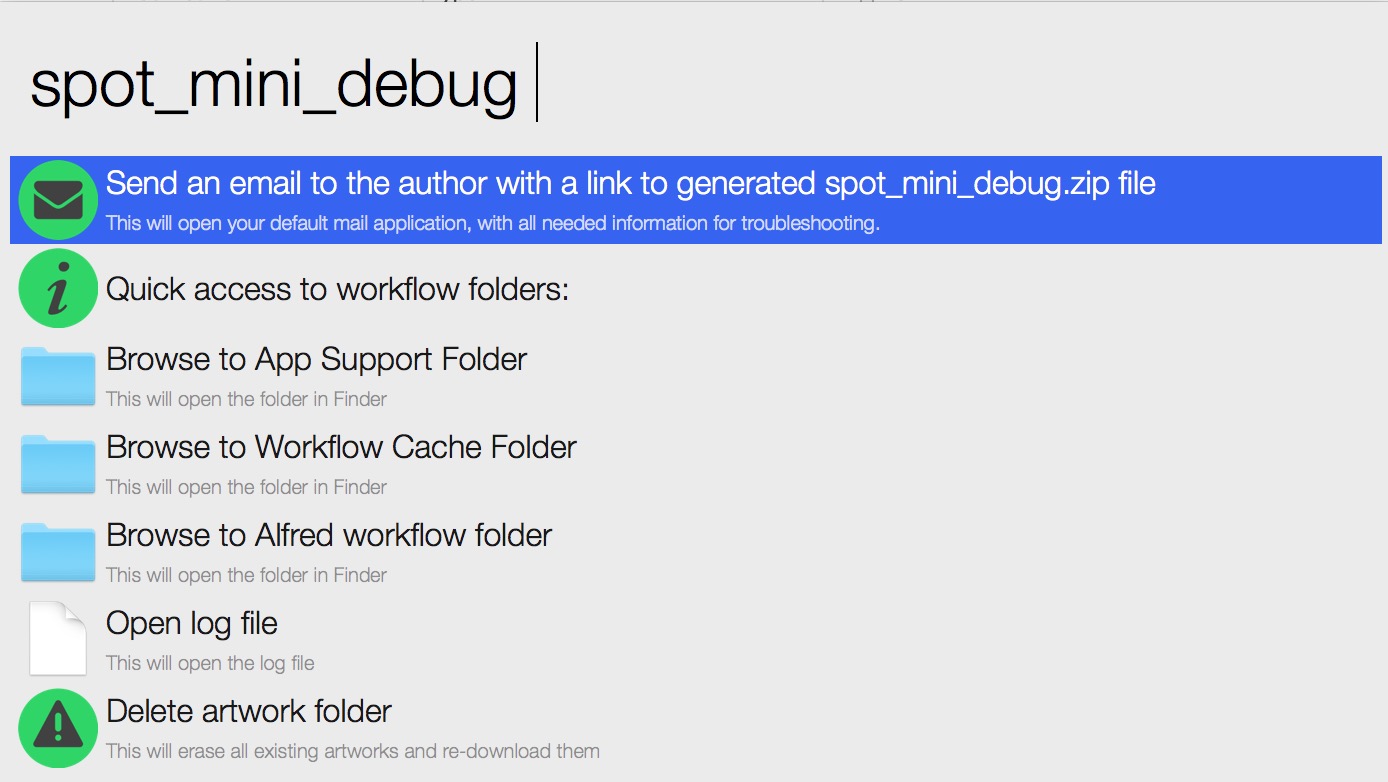 spot_mini_debug
Send an email to the author with a link to generated spot_mini_debug.zip file
This will open your default mail application, with all needed information for troubleshooting.
Quick access to workflow folders:
Browse to App Support Folder
This will open the folder in Finder
Browse to Workflow Cache Folder
This will open the folder in Finder
Browse to Alfred workflow folder
This will open the folder in Finder
Open log file
This will open the log file
Delete artwork folder
This will erase all existing artworks and re-download them